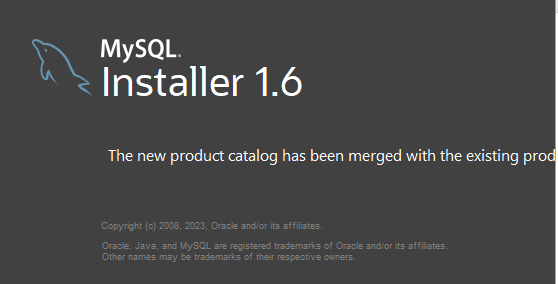 MySQL.
Installer 1.6
The new product catalog has been merged with the existing prod
Copyright (c) 2008, 2023, Oracle and/or its affiliates.
Oracle, Java, and MySQL are registered trademarks of Oracle and/or its affiliates.
Other names may be trademarks of their respective owners.